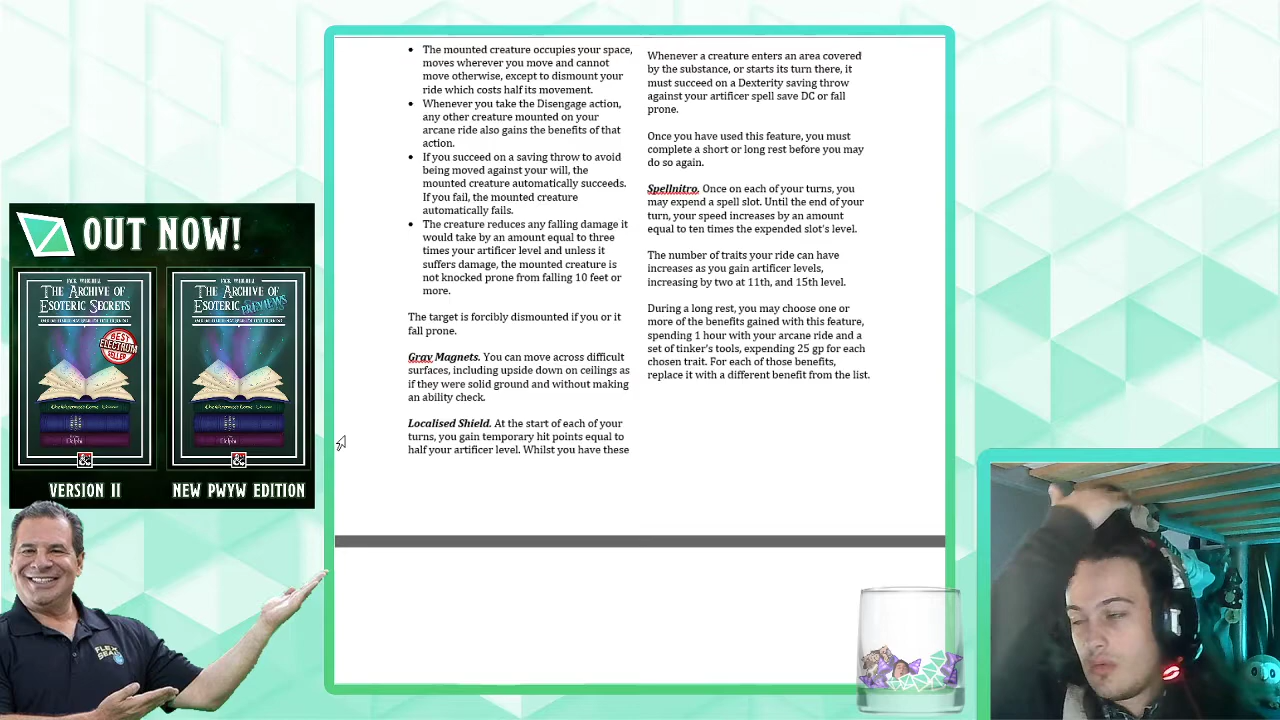 The mounted creature occupies your space,
moves wherever you move and cannot
move otherwise, except to dismount your
ride which costs half its movement.
Whenever you take the Disengage action,
any other creature mounted on your
arcane ride also gains the benefits of that
action.
If you succeed on a saving throw to avoid
being moved against your will, the
mounted creature automatically succeeds.
If you fail, the mounted creature
automatically fails.
The creature reduces any falling damage it
would take by an amount equal to three
times your artificer level and unless it
suffers damage, the mounted creature is
not knocked prone from falling 10 feet or
more.
The target is forcibly dismounted if you or it
fall prone.
Grav Magnets. You can move across difficult
surfaces, including upside down on ceilings as
if they were solid ground and without making
an ability check.
Localised Shield. At the start of each of your
turns, you gain temporary hit points equal to
half your artificer level. Whilst you have these
Whenever a creature enters an area covered
by the substance, or starts its turn there, it
must succeed on a Dexterity saving throw
against your artificer spell save DC or fall
prone.
Once you have used this feature, you must
complete a short or long rest before you may
do so again.
Spellnitro. Once on each of your turns, you
may expend a spell slot. Until the end of your
turn, your speed increases by an amount
equal to ten times the expended slot's level.
The number of traits your ride can have
increases as you gain artificer levels,
increasing by two at 11th, and 15th level.
During a long rest, you may choose one or
more of the benefits gained with this feature,
spending 1 hour with your arcane ride and a
set of tinker's tools, expending 25 gp for each
chosen trait. For each of those benefits,
replace it with a different benefit from the list.
OUT NOW!
THE ARCHIVE OF
ESOTERIC SECRETS
BEST
ELECTRUM
SELLER
VERSION II
THE ARCHIVE OF
ESOTERIC PREVIEWS
NEW PWYW EDITION
FLEX
SEAL